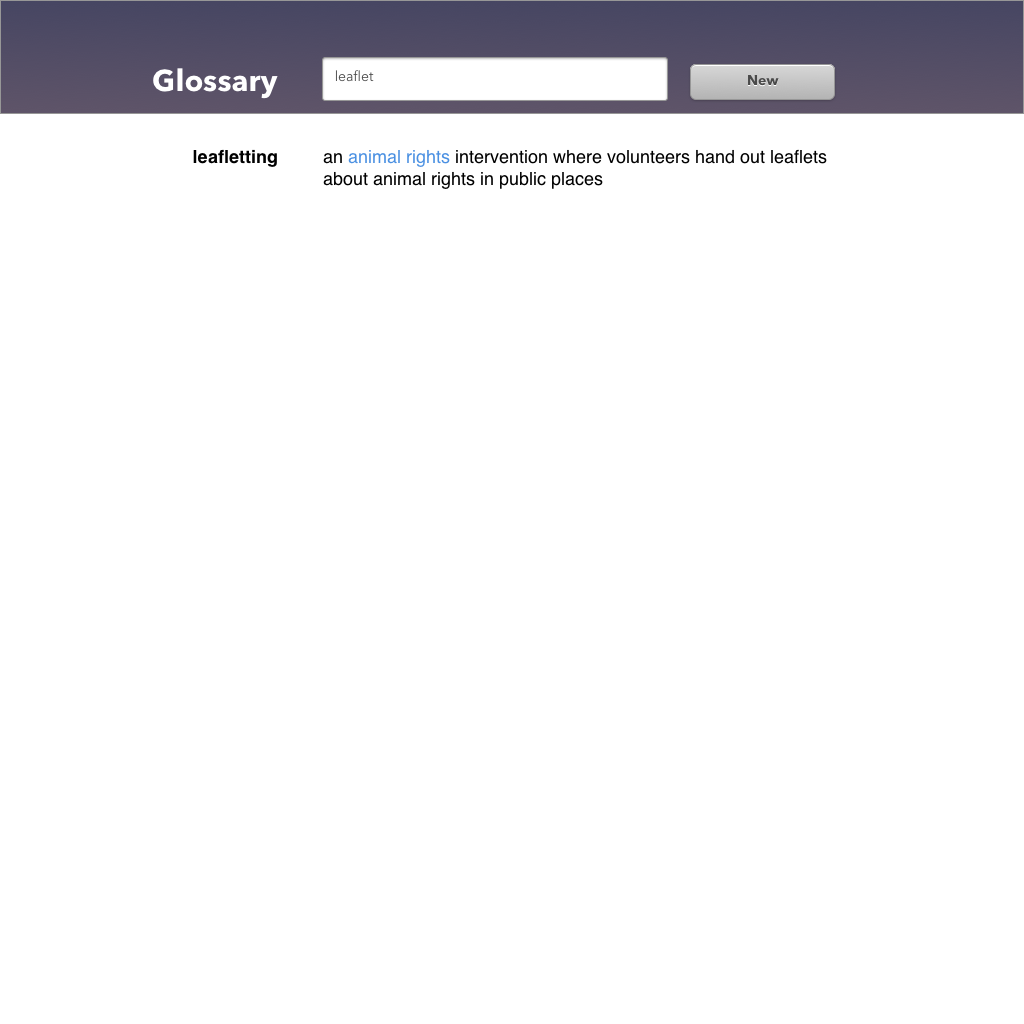 Glossary
leaflet
New
leafletting
an animal rights intervention where volunteers hand out leaflets
about animal rights in public places